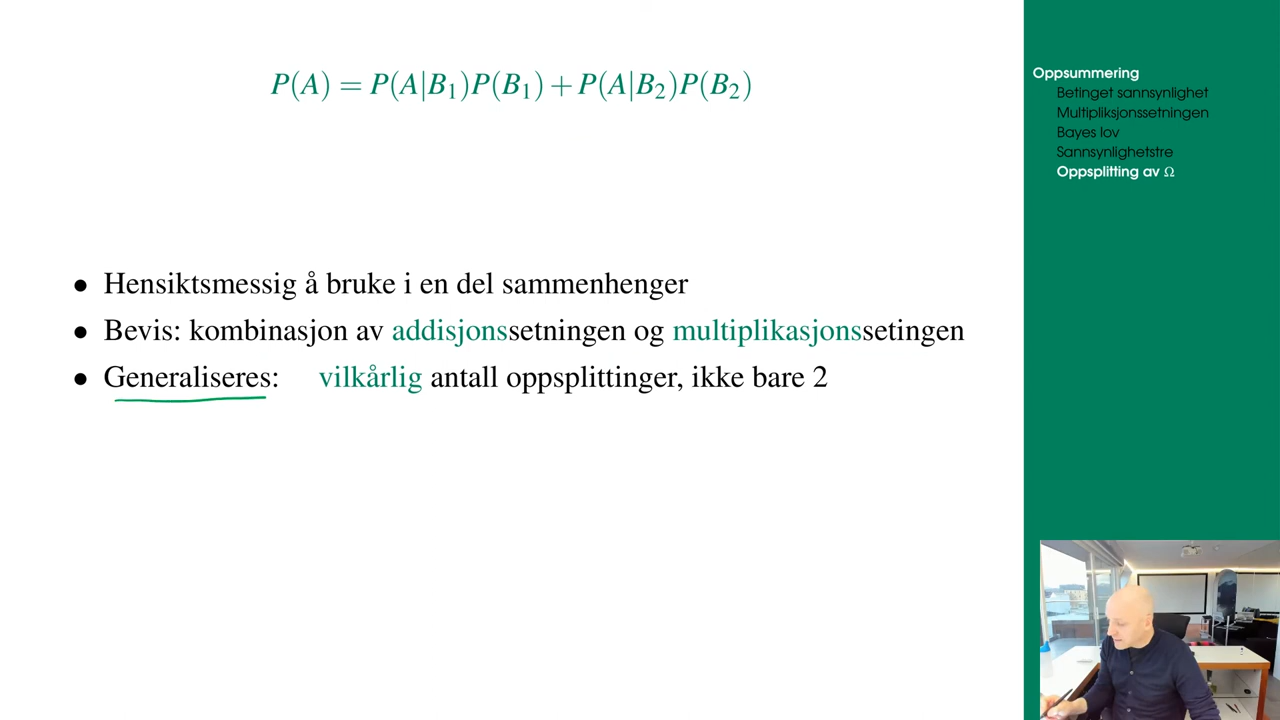 P(A) = P(A|B₁)P(B₁) + P(A|B₂)P(B₂)
• Hensiktsmessig å bruke i en del sammenhenger
• Bevis: kombinasjon av addisjonssetningen og multiplikasjonssetingen
• Generaliseres: vilkårlig antall oppsplittinger, ikke bare 2
Oppsummering
Betinget sannsynlighet
Multipliksjonssetningen
Bayes lov
Sannsynlighetstre
Oppsplitting av Ω